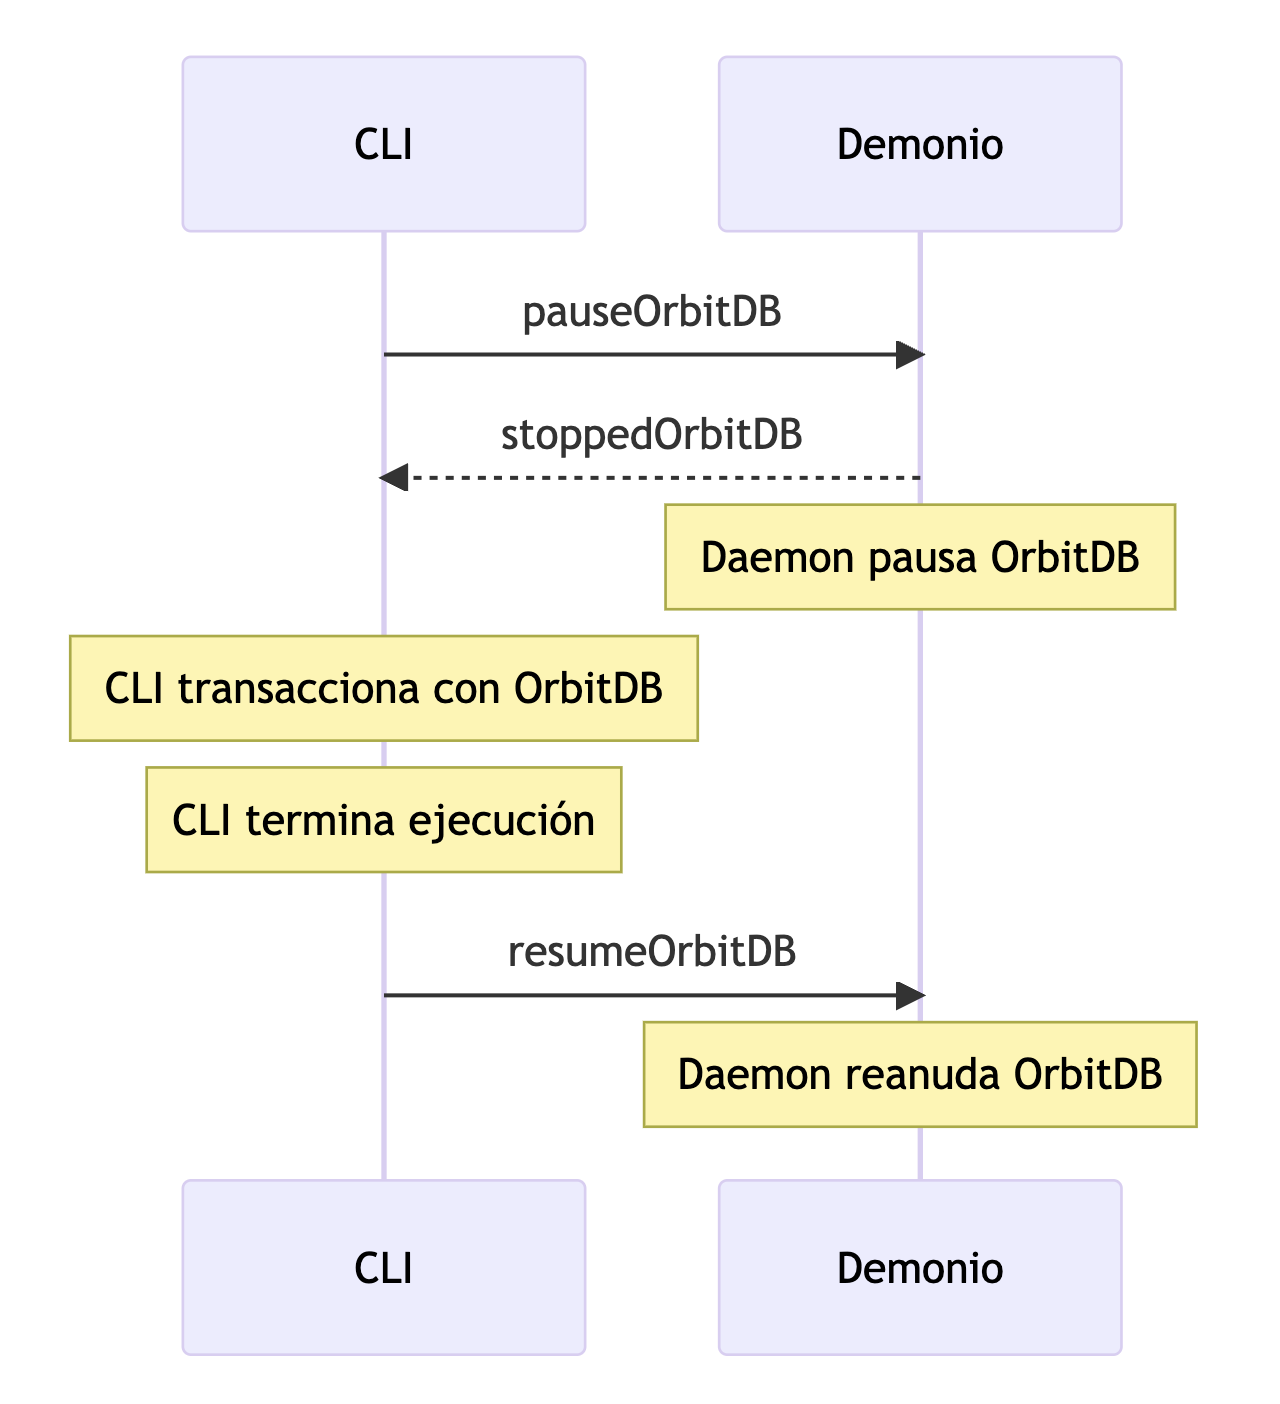 CLI
Demonio
pauseOrbitDB
stoppedOrbitDB
Daemon pausa OrbitDB
CLI transacciona con OrbitDB
CLI termina ejecución
resumeOrbitDB
Daemon reanuda OrbitDB
CLI
Demonio